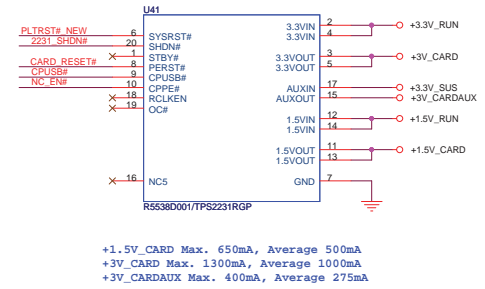 U41
PLTRST#_NEW 6 SYSRST# 3.3VIN 2 +3.3V_RUN
2231_SHDN# 20 SHDN# 3.3VIN 4
1 STBY# 3.3VOUT 3 +3V_CARD
CARD_RESET# 8 PERST# 3.3VOUT 5
CPUSB# 9 CPUSB#
NC_EN# 10 CPPE# AUXIN 17 +3.3V_SUS
18 RCLKEN AUXOUT 15 +3V_CARDAUX
19 OC#
1.5VIN 12 +1.5V_RUN
1.5VIN 14
1.5VOUT 11 +1.5V_CARD
1.5VOUT 13
16 NC5 GND 7
R5538D001/TPS2231RGP
+1.5V_CARD Max. 650mA, Average 500mA
+3V_CARD Max. 1300mA, Average 1000mA
+3V_CARDAUX Max. 400mA, Average 275mA